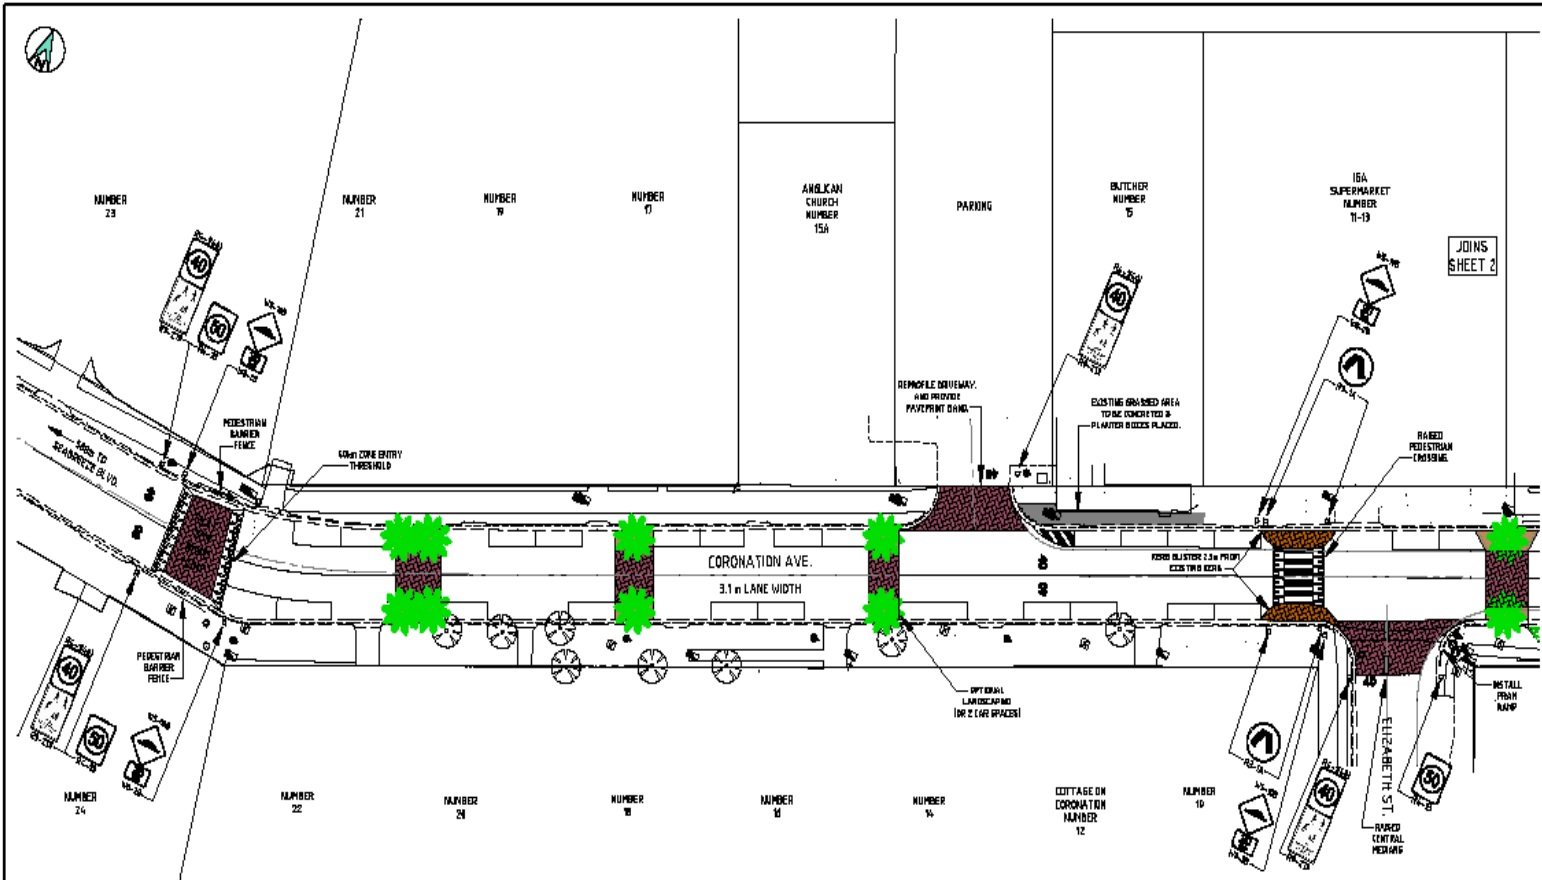 N
NUMBER
23
NUMBER
21
NUMBER
19
NUMBER
17
ANGLICAN
CHURCH
NUMBER
15A
PARKING
BUTCHER
NUMBER
15
IGA
SUPERMARKET
NUMBER
11-13
JOINS
SHEET 2
40
50
40
PEDESTRIAN
BARRIER
FENCE
40km ZONE ENTRY
THRESHOLD
500m TO
SEABREEZE BLVD.
REPROFILE DRIVEWAY,
AND PROVIDE
PAVEPRINT BAND.
EXISTING GRASSED AREA
TO BE CONCRETED &
PLANTER BOXES PLACED.
RAISED
PEDESTRIAN
CROSSING
KERB BLISTER 2.3m FROM
EXISTING KERB
CORONATION AVE.
3.1 m LANE WIDTH
PEDESTRIAN
BARRIER
FENCE
OPTIONAL
LANDSCAPING
(OR 2 CAR SPACES)
INSTALL
PRAM
RAMP
ELIZABETH ST.
RAISED
CENTRAL
MEDIANS
40
50
40
50
NUMBER
24
NUMBER
22
NUMBER
20
NUMBER
18
NUMBER
16
NUMBER
14
COTTAGE ON
CORONATION
NUMBER
12
NUMBER
10